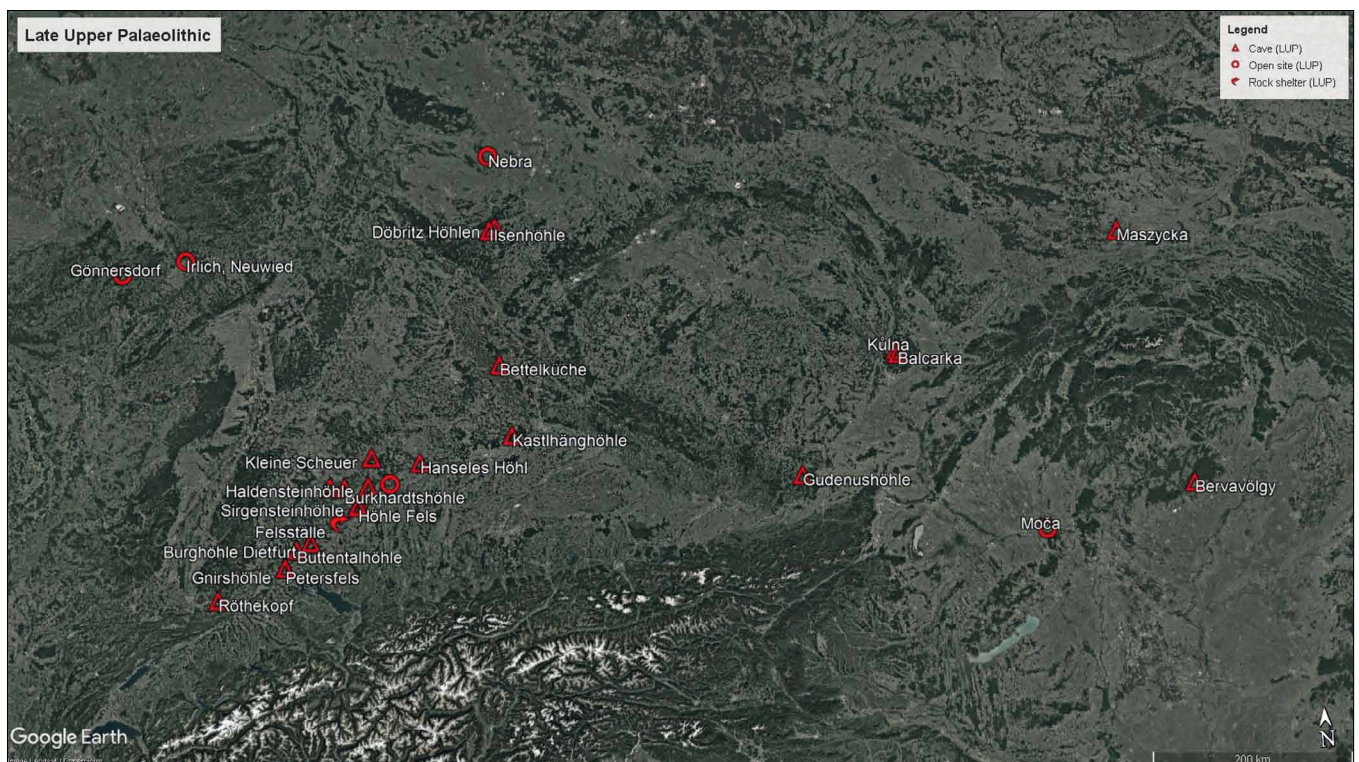 Late Upper Palaeolithic
Legend
Cave (LUP)
Open site (LUP)
Rock shelter (LUP)
Nebra
Döbritz Höhlen
Ilsenhöhle
Maszycka
Gönnersdorf
Irlich, Neuwied
Kůlna
Balcarka
Bettelküche
Kastlhänghöhle
Kleine Scheuer
Hanseles Höhl
Gudenushöhle
Bervavölgy
Haldensteinhöhle
Burkhardtshöhle
Sirgensteinhöhle
Höhle Fels
Felsställe
Moča
Burghöhle Dietfurt
Buttentalhöhle
Gnirshöhle
Petersfels
Röthekopf
Google Earth
N
200 km